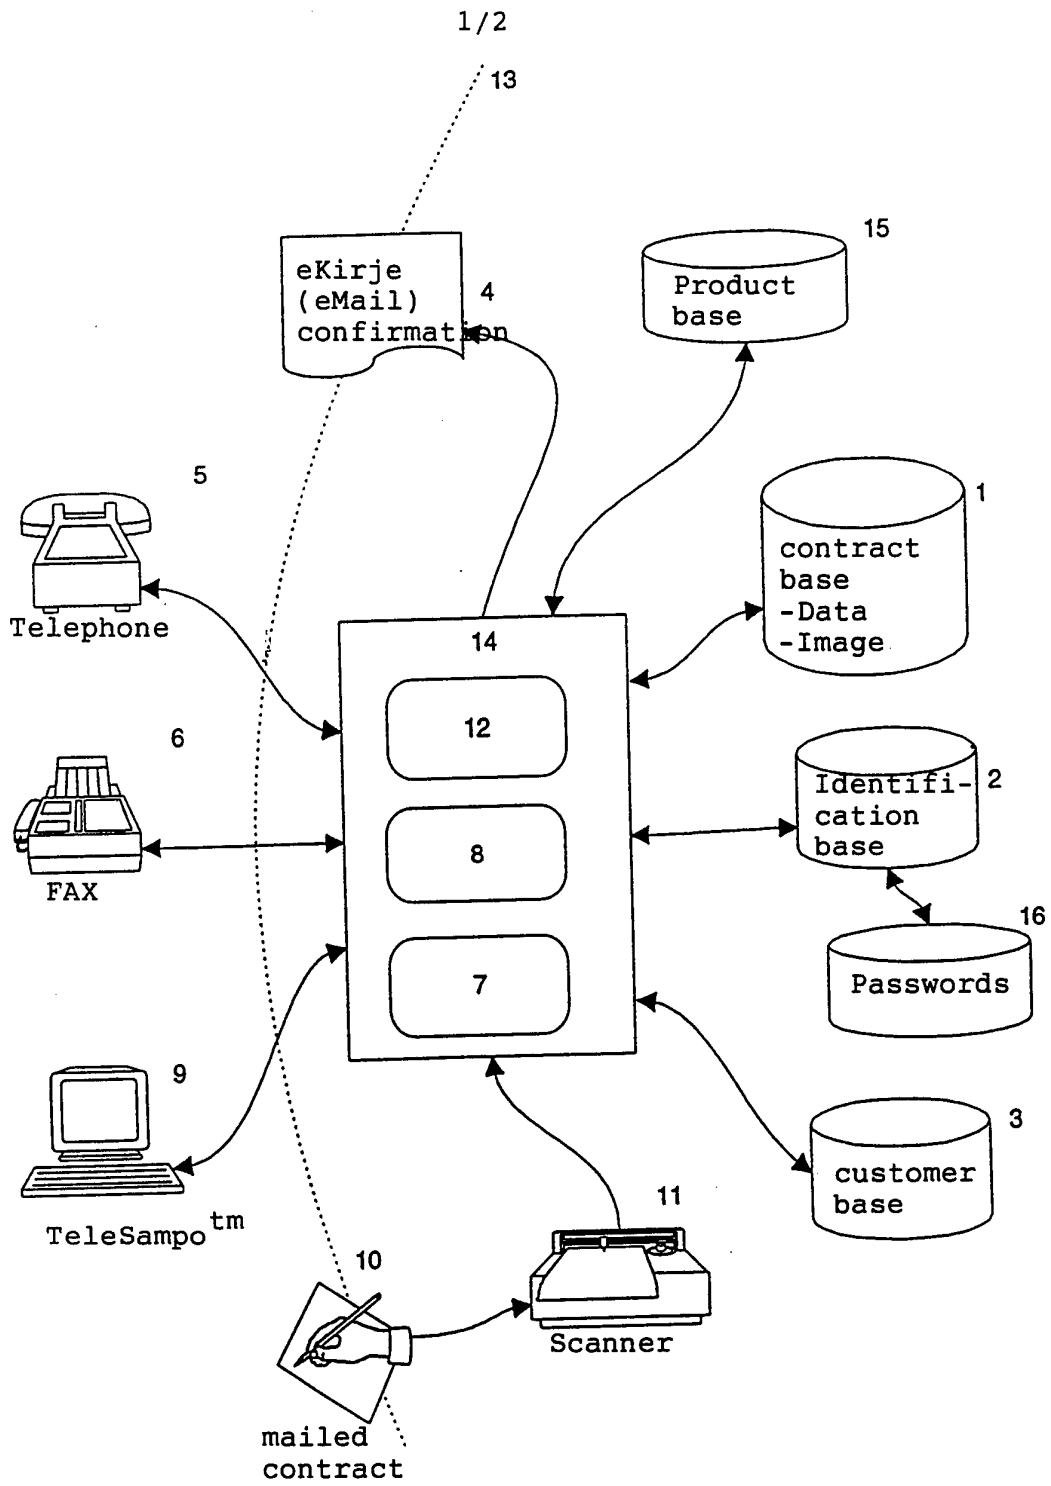 1/2
13
15
eKirje
(eMail)
confirmation
4
Product
base
5
1
contract
base
-Data
-Image
Telephone
14
12
6
Identifi-
cation
base
2
8
FAX
16
Passwords
7
9
3
customer
base
11
TeleSampo tm
10
Scanner
mailed
contract